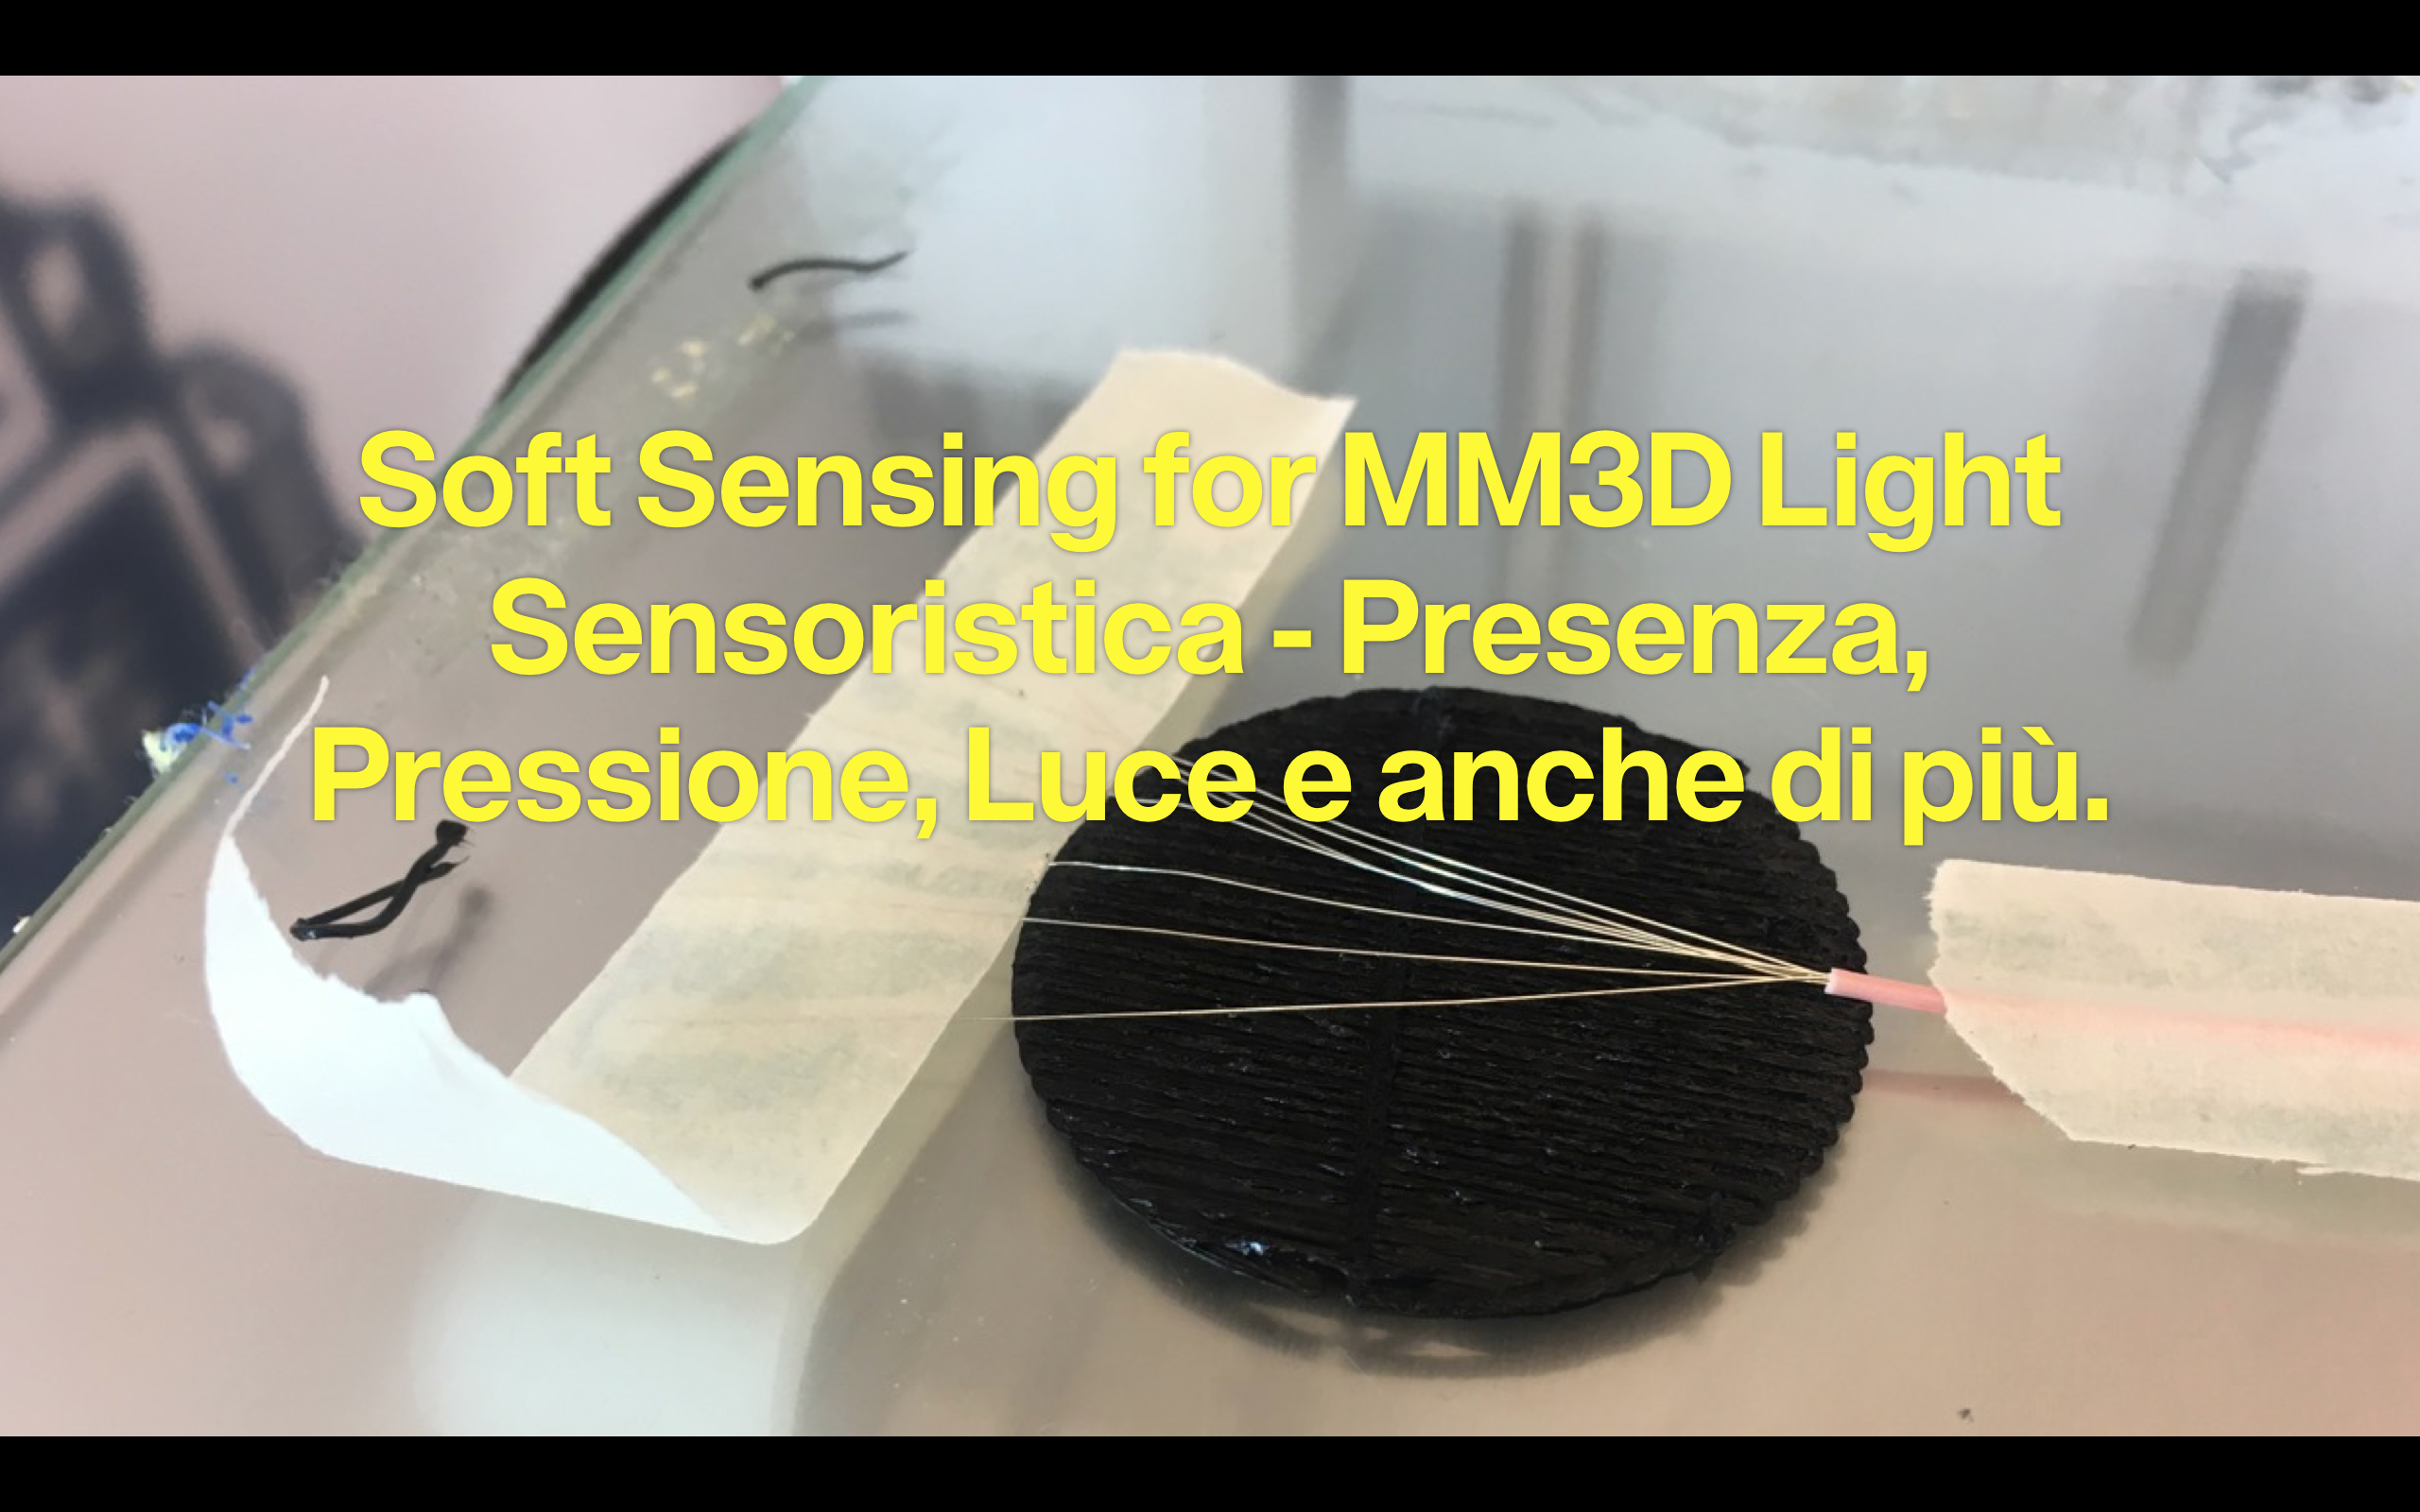 Soft Sensing for MM3D Light
Sensoristica - Presenza,
Pressione, Luce e anche di più.